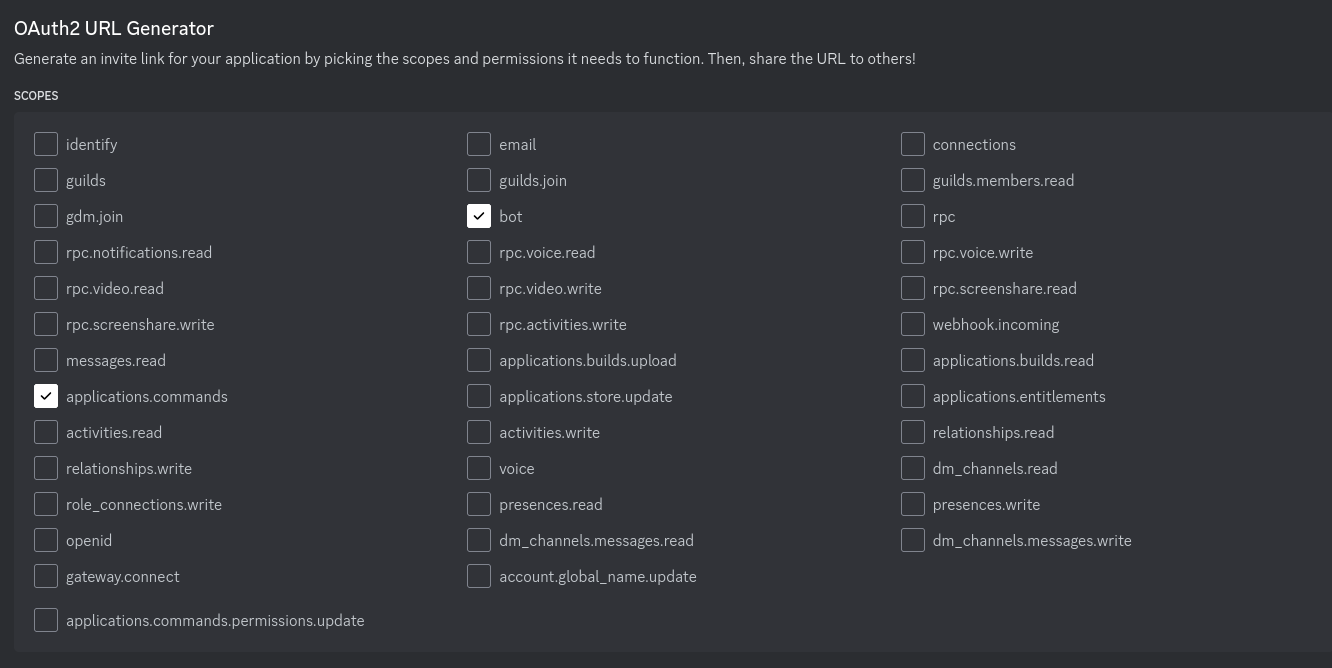 OAuth2 URL Generator
Generate an invite link for your application by picking the scopes and permissions it needs to function. Then, share the URL to others!
SCOPES
identify email connections
guilds guilds.join guilds.members.read
gdm.join bot rpc
rpc.notifications.read rpc.voice.read rpc.voice.write
rpc.video.read rpc.video.write rpc.screenshare.read
rpc.screenshare.write rpc.activities.write webhook.incoming
messages.read applications.builds.upload applications.builds.read
applications.commands applications.store.update applications.entitlements
activities.read activities.write relationships.read
relationships.write voice dm_channels.read
role_connections.write presences.read presences.write
openid dm_channels.messages.read dm_channels.messages.write
gateway.connect account.global_name.update
applications.commands.permissions.update